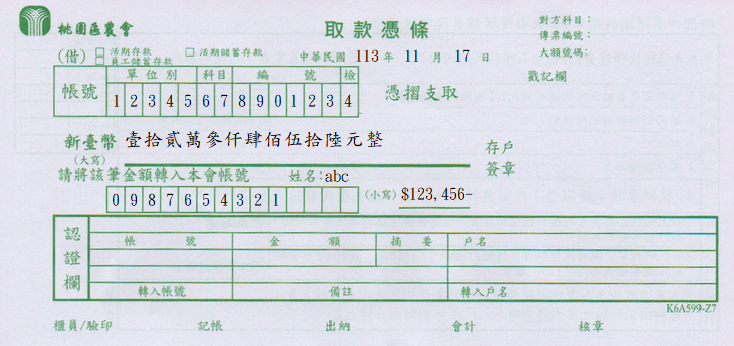 桃園區農會
取款憑條
對方科目：
傳票編號：
大額號碼：
(借) □ 活期存款 □ 活期儲蓄存款
□ 員工儲蓄存款
中華民國 113 年 11 月 17 日
戳記欄
帳號 單位別 科目 編號 檢
1 2 3 4 5 6 7 8 9 0 1 2 3 4
憑摺支取
新臺幣 壹拾貳萬參仟肆佰伍拾陸元整
(大寫)
存戶
簽章
請將該筆金額轉入本會帳號 姓名：abc
0 9 8 7 6 5 4 3 2 1
(小寫) $123,456-
認證欄
帳號 金額 摘要 戶名
轉入帳號 備註 轉入戶名
K6A599-Z7
櫃員/驗印 記帳 出納 會計 核章